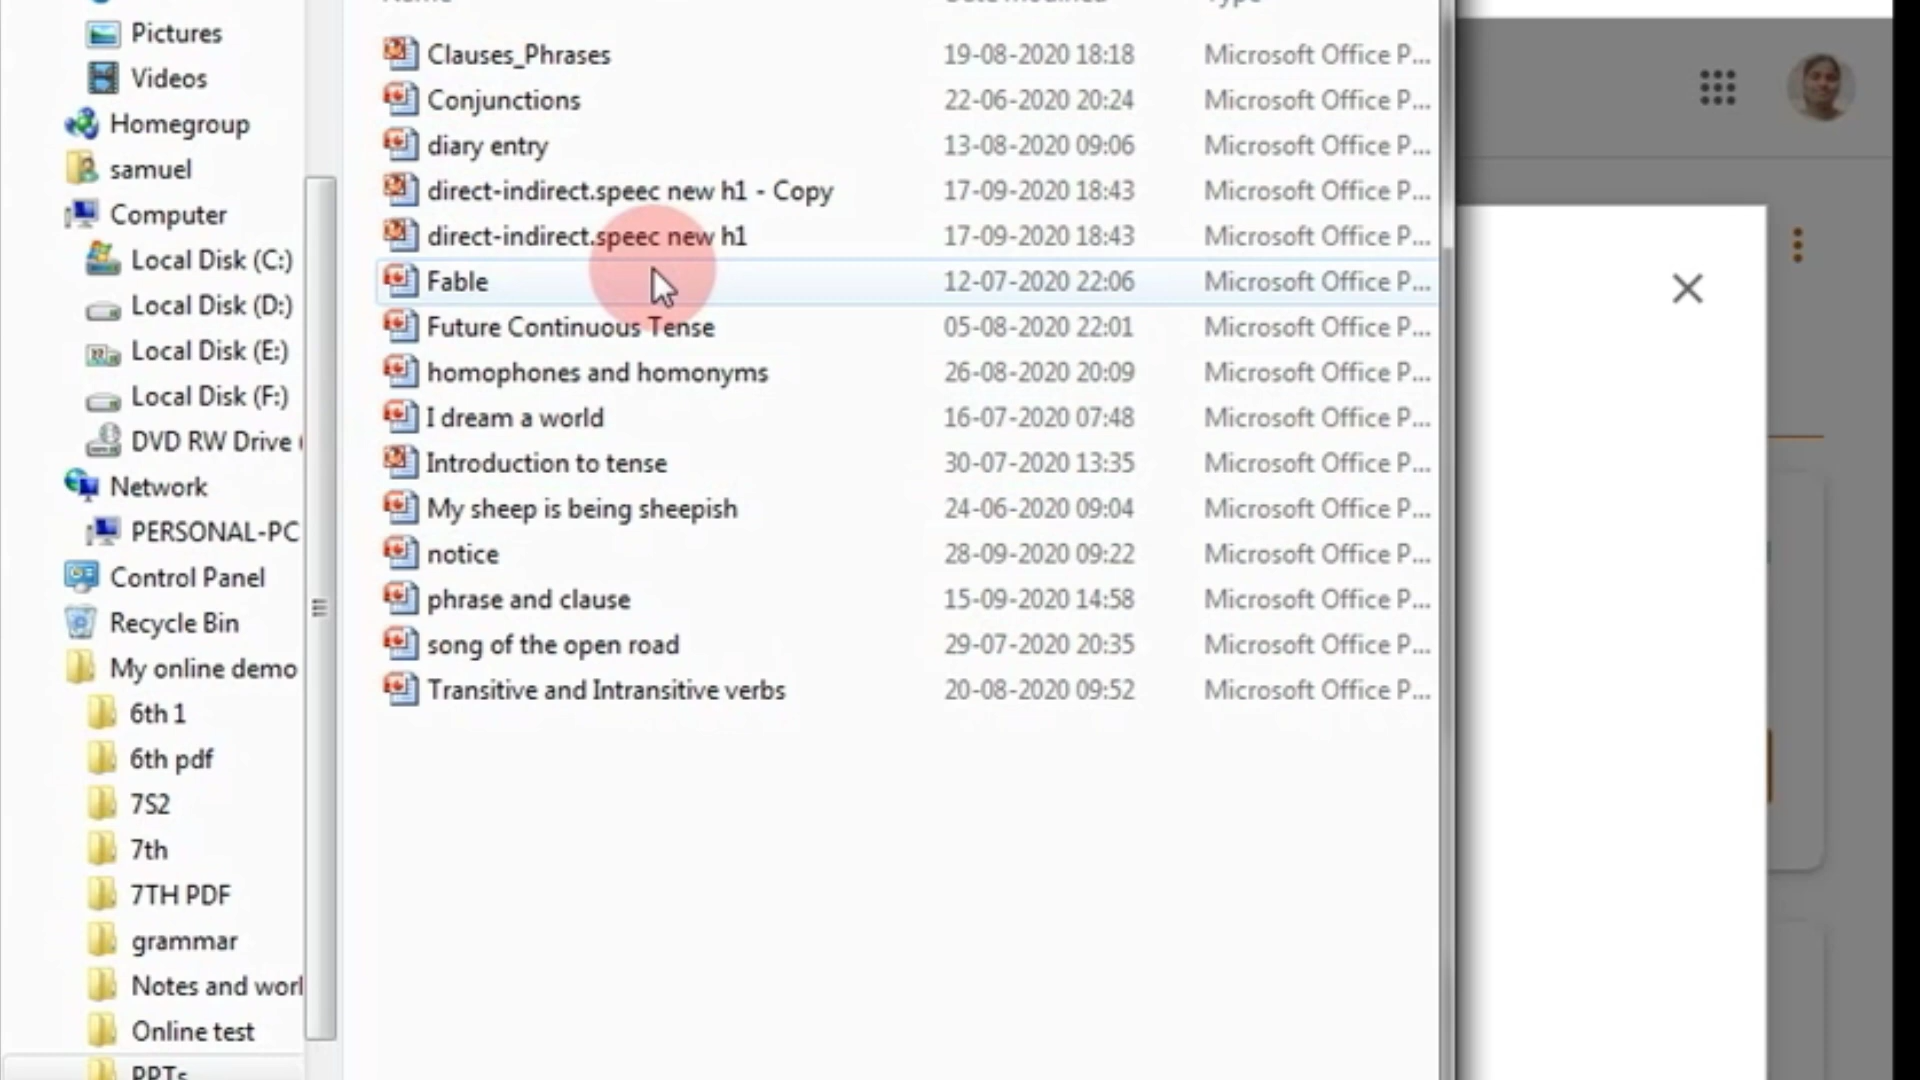 Name Date modified Type
Pictures
Videos
Homegroup
samuel
Computer
Local Disk (C:)
Local Disk (D:)
Local Disk (E:)
Local Disk (F:)
DVD RW Drive (
Network
PERSONAL-PC
Control Panel
Recycle Bin
My online demo
6th 1
6th pdf
7S2
7th
7TH PDF
grammar
Notes and worl
Online test
PPTs
Clauses_Phrases 19-08-2020 18:18 Microsoft Office P...
Conjunctions 22-06-2020 20:24 Microsoft Office P...
diary entry 13-08-2020 09:06 Microsoft Office P...
direct-indirect.speec new h1 - Copy 17-09-2020 18:43 Microsoft Office P...
direct-indirect.speec new h1 17-09-2020 18:43 Microsoft Office P...
Fable 12-07-2020 22:06 Microsoft Office P...
Future Continuous Tense 05-08-2020 22:01 Microsoft Office P...
homophones and homonyms 26-08-2020 20:09 Microsoft Office P...
I dream a world 16-07-2020 07:48 Microsoft Office P...
Introduction to tense 30-07-2020 13:35 Microsoft Office P...
My sheep is being sheepish 24-06-2020 09:04 Microsoft Office P...
notice 28-09-2020 09:22 Microsoft Office P...
phrase and clause 15-09-2020 14:58 Microsoft Office P...
song of the open road 29-07-2020 20:35 Microsoft Office P...
Transitive and Intransitive verbs 20-08-2020 09:52 Microsoft Office P...